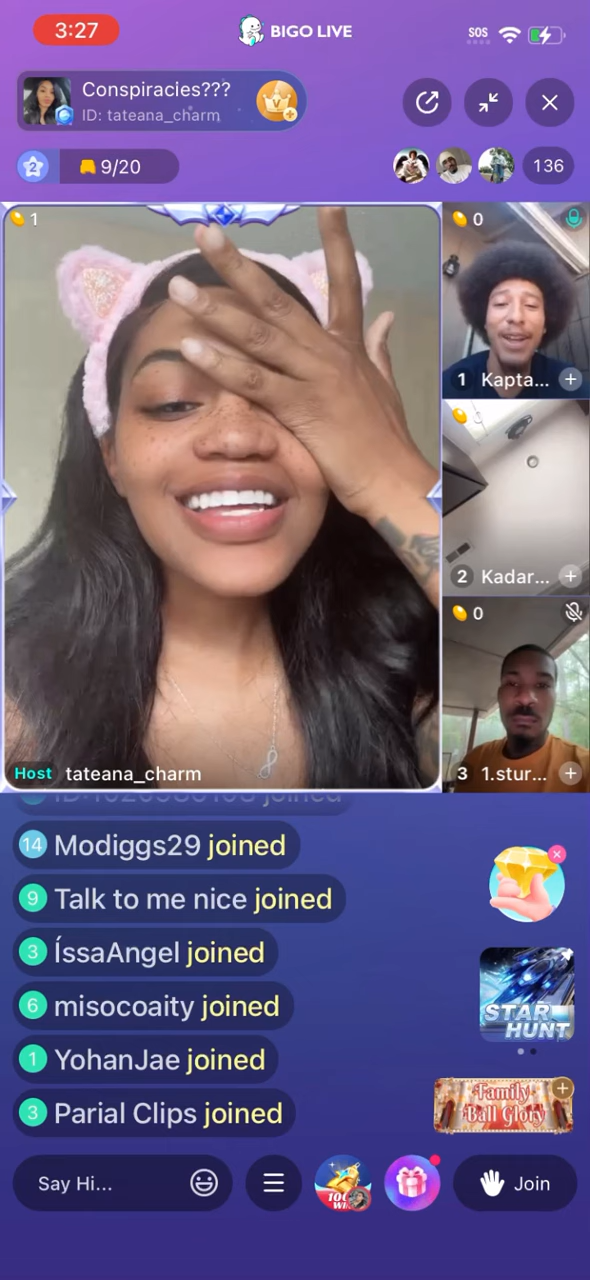 3:27
BIGO LIVE
SOS
Conspiracies???
V
ID: tateana_charm
2
9/20
136
1
0
1 Kapta...
2 Kadar...
0
3 1.stur...
Host tateana_charm
joined
14 Modiggs29 joined
9 Talk to me nice joined
3 ÍssaAngel joined
6 misocoaity joined
1 YohanJae joined
3 Parial Clips joined
STAR
HUNT
Family
Ball Glory
Say Hi...
Join